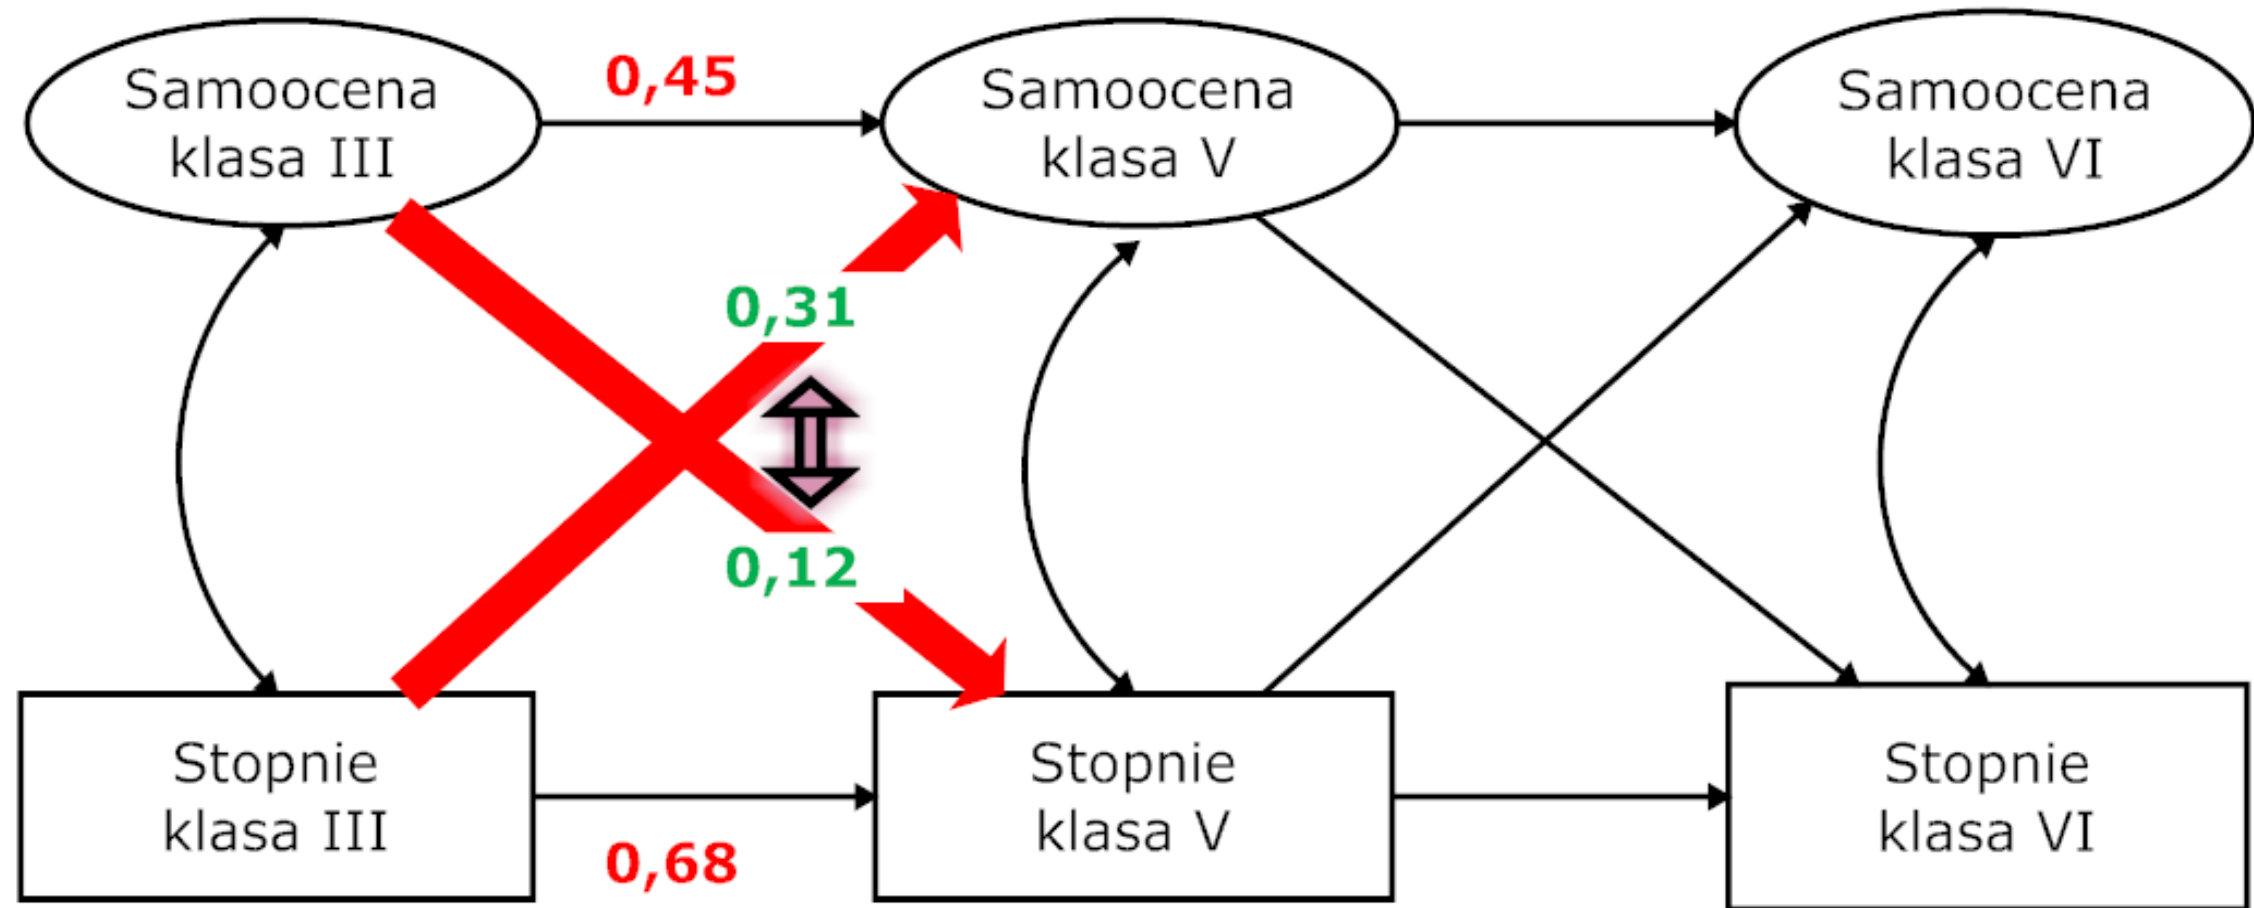 Samoocena
klasa III
0,45
Samoocena
klasa V
Samoocena
klasa VI
0,31
0,12
Stopnie
klasa III
0,68
Stopnie
klasa V
Stopnie
klasa VI